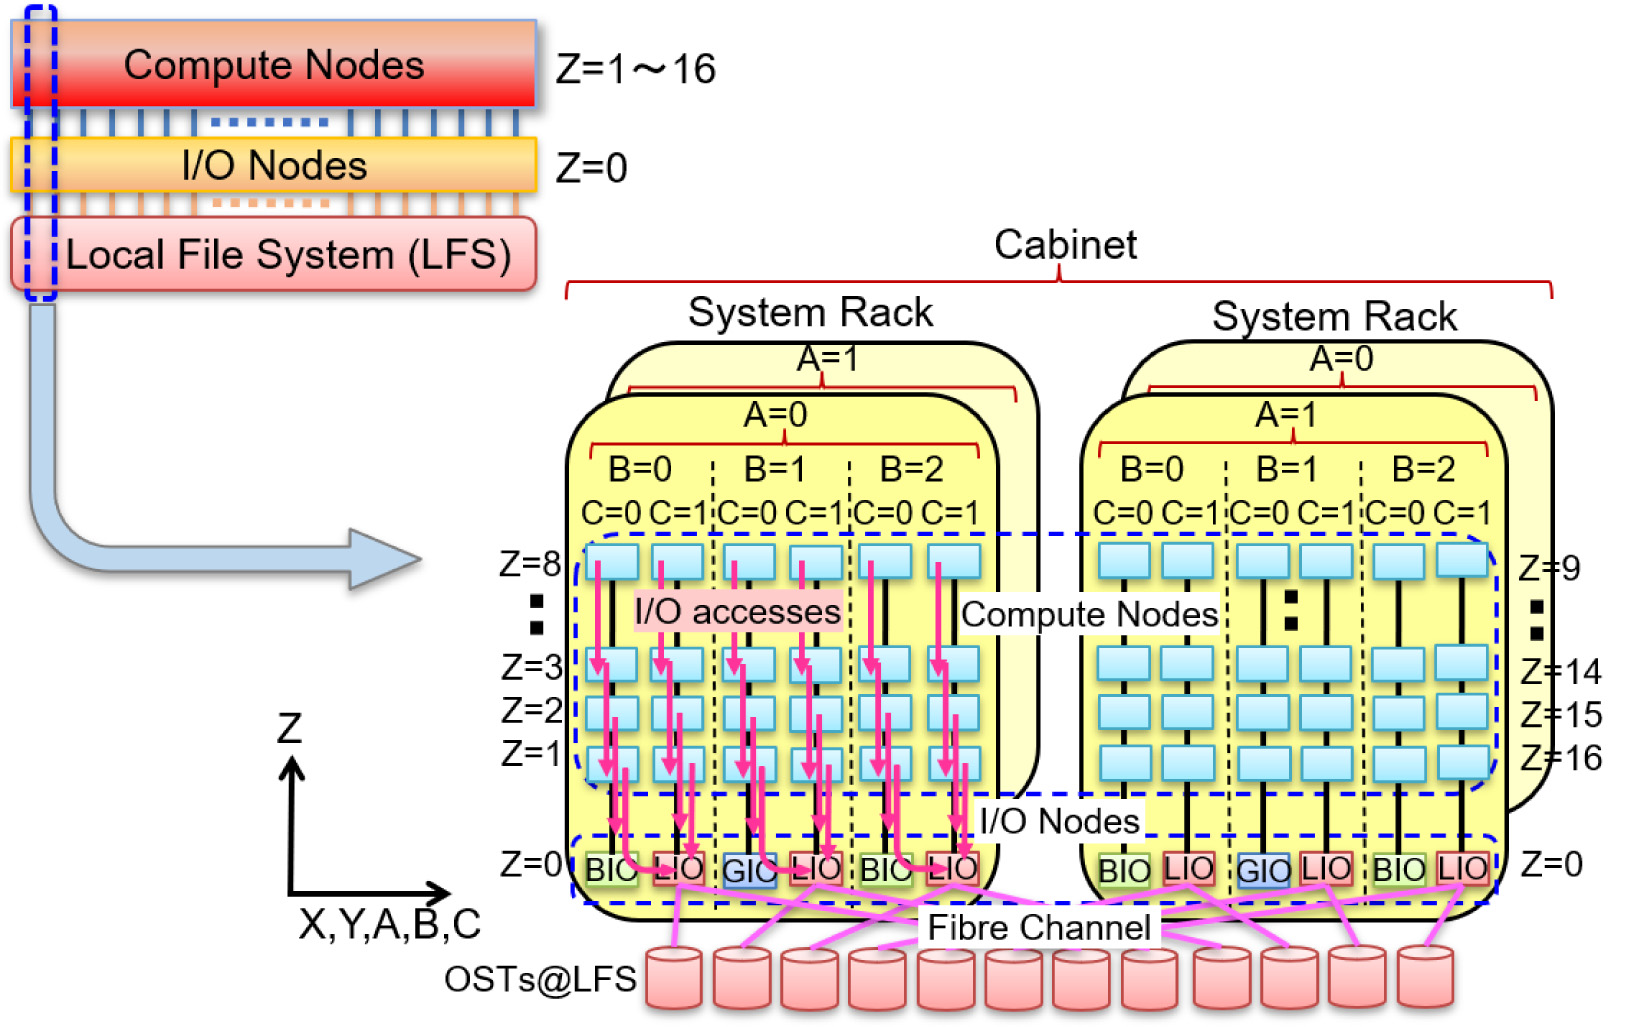 Compute Nodes
Z=1～16
I/O Nodes
Z=0
Local File System (LFS)
Cabinet
System Rack
System Rack
A=1
A=0
A=0
A=1
B=0 B=1 B=2
B=0 B=1 B=2
C=0 C=1 C=0 C=1 C=0 C=1
C=0 C=1 C=0 C=1 C=0 C=1
Z=8
Z=9
I/O accesses
Compute Nodes
Z=3
Z=14
Z=2
Z=15
Z=1
Z=16
I/O Nodes
Z=0
BIO LIO GIO LIO BIO LIO
BIO LIO GIO LIO BIO LIO
Z=0
Z
X,Y,A,B,C
Fibre Channel
OSTs@LFS